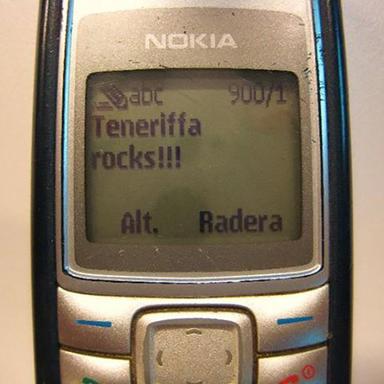 NOKIA
abc 900/1
Teneriffa
rocks!!!
Alt. Radera